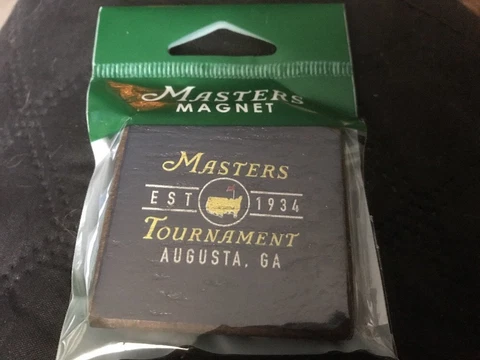 MASTERS
MAGNET
MASTERS
EST 1934
TOURNAMENT
AUGUSTA, GA